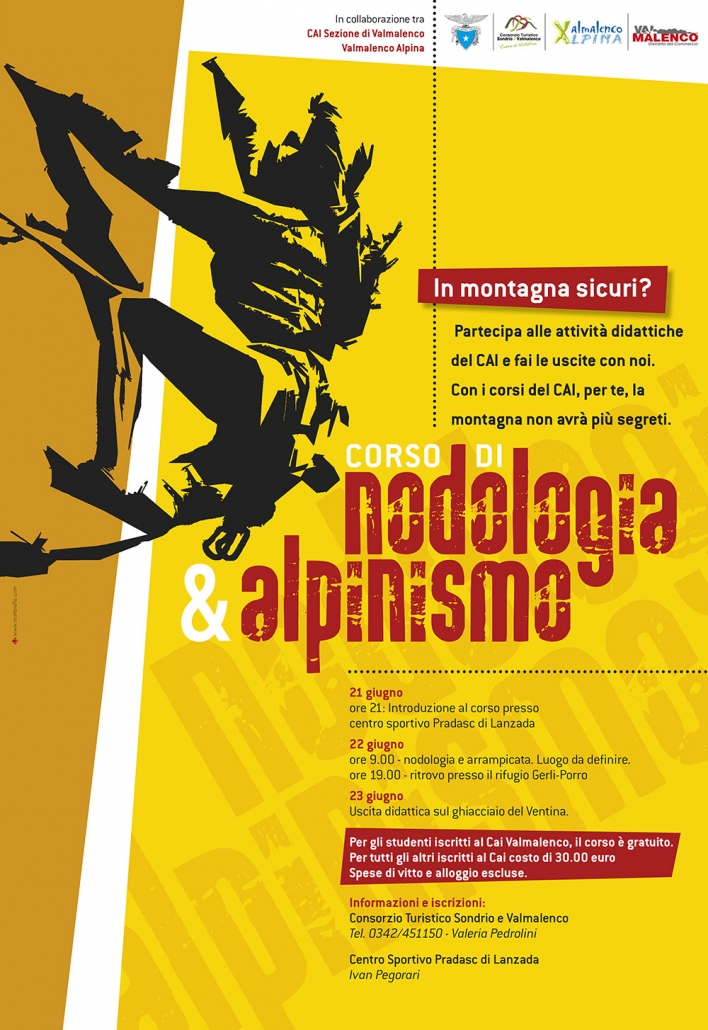 In collaborazione tra
CAI Sezione di Valmalenco
Valmalenco Alpina
Consorzio Turistico
Sondrio - Valmalenco
Valmalenco
ALPINA
VAL
MALENCO
In montagna sicuri?
Partecipa alle attività didattiche
del CAI e fai le uscite con noi.
Con i corsi del CAI, per te, la
montagna non avrà più segreti.
CORSO DI
nodologia
& alpinismo
21 giugno
ore 21: Introduzione al corso presso
centro sportivo Pradasc di Lanzada
22 giugno
ore 9.00 - nodologia e arrampicata. Luogo da definire.
ore 19.00 - ritrovo presso il rifugio Gerli-Porro
23 giugno
Uscita didattica sul ghiacciaio del Ventina.
Per gli studenti iscritti al Cai Valmalenco, il corso è gratuito.
Per tutti gli altri iscritti al Cai costo di 30.00 euro
Spese di vitto e alloggio escluse.
Informazioni e iscrizioni:
Consorzio Turistico Sondrio e Valmalenco
Tel. 0342/451150 - Valeria Pedrolini
Centro Sportivo Pradasc di Lanzada
Ivan Pegorari